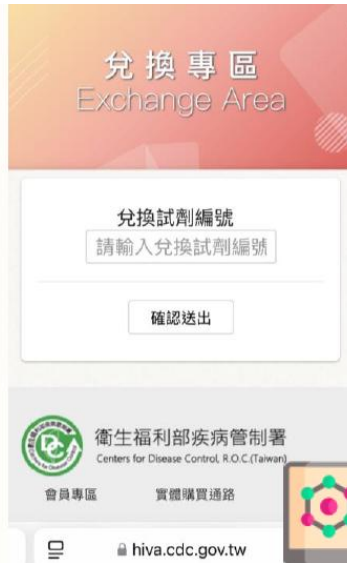 兌換專區
Exchange Area
兌換試劑編號
請輸入兌換試劑編號
確認送出
衛生福利部疾病管制署
Centers for Disease Control, R.O.C.(Taiwan)
會員專區 實體購買通路
hiva.cdc.gov.tw